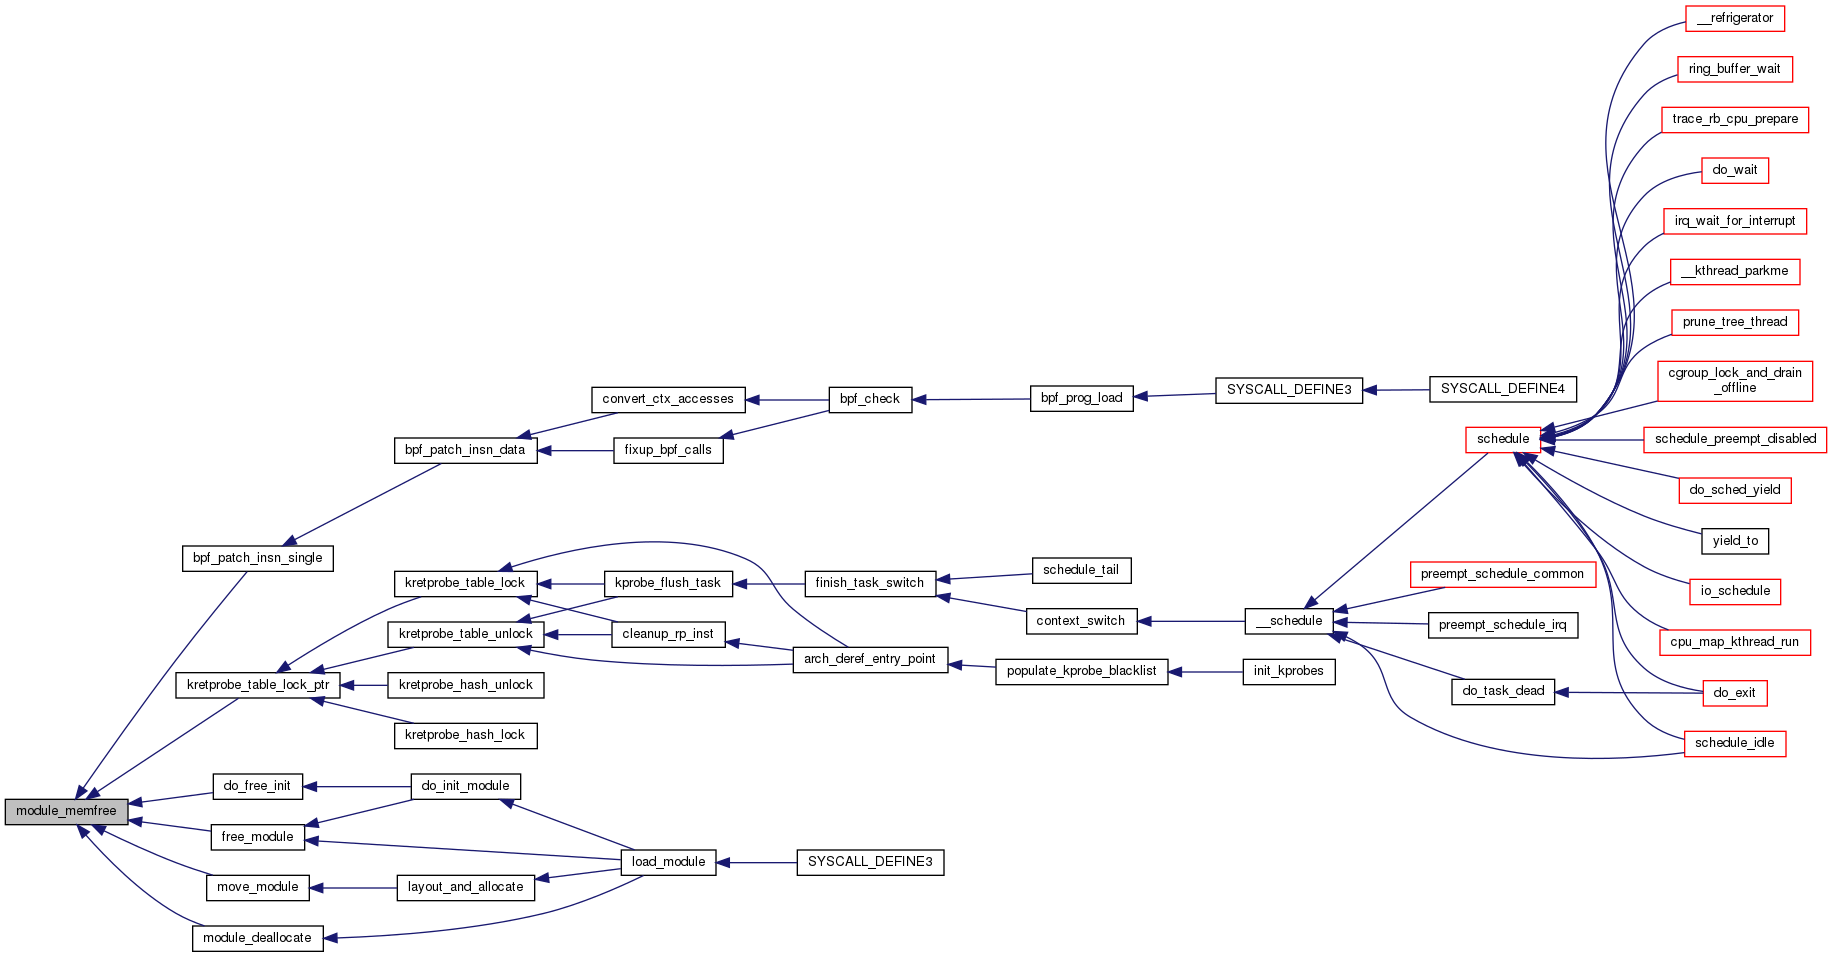 __refrigerator
ring_buffer_wait
trace_rb_cpu_prepare
do_wait
irq_wait_for_interrupt
__kthread_parkme
prune_tree_thread
cgroup_lock_and_drain
_offline
convert_ctx_accesses
bpf_check
bpf_prog_load
SYSCALL_DEFINE3
SYSCALL_DEFINE4
bpf_patch_insn_data
fixup_bpf_calls
schedule
schedule_preempt_disabled
do_sched_yield
yield_to
bpf_patch_insn_single
kretprobe_table_lock
kprobe_flush_task
finish_task_switch
schedule_tail
preempt_schedule_common
io_schedule
kretprobe_table_unlock
cleanup_rp_inst
context_switch
__schedule
preempt_schedule_irq
cpu_map_kthread_run
arch_deref_entry_point
populate_kprobe_blacklist
init_kprobes
kretprobe_table_lock_ptr
kretprobe_hash_unlock
do_task_dead
do_exit
kretprobe_hash_lock
schedule_idle
do_free_init
do_init_module
module_memfree
free_module
load_module
SYSCALL_DEFINE3
move_module
layout_and_allocate
module_deallocate